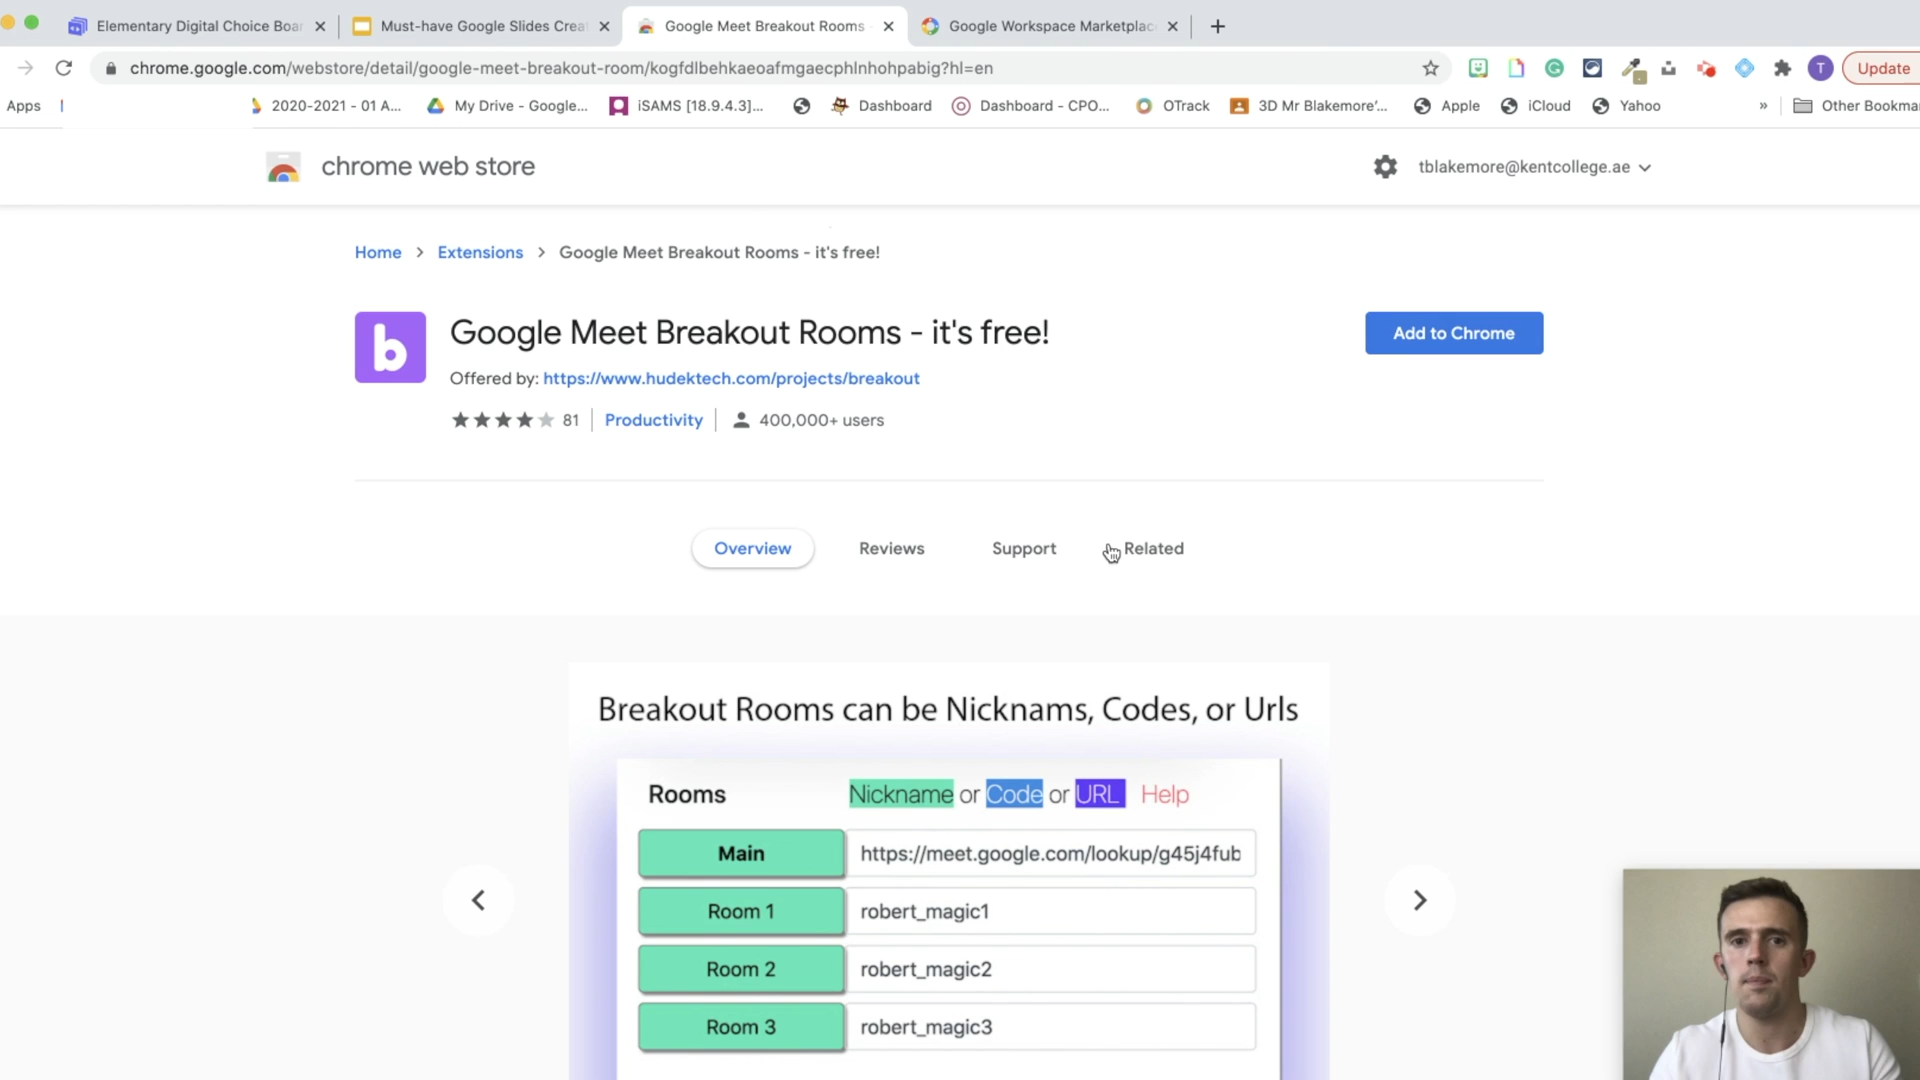 Elementary Digital Choice Boar
Must-have Google Slides Creat
Google Meet Breakout Rooms -
Google Workspace Marketplac
chrome.google.com/webstore/detail/google-meet-breakout-room/kogfdlbehkaeoafmgaecphlnhohpabig?hl=en
T
Update
Apps
2020-2021 - 01 A...
My Drive - Google...
iSAMS [18.9.4.3]...
Dashboard
Dashboard - CPO...
OTrack
3D Mr Blakemore'...
Apple
iCloud
Yahoo
»
Other Bookmar
chrome web store
tblakemore@kentcollege.ae
Home > Extensions > Google Meet Breakout Rooms - it's free!
b
Google Meet Breakout Rooms - it's free!
Add to Chrome
Offered by: https://www.hudektech.com/projects/breakout
81
Productivity
400,000+ users
Overview
Reviews
Support
Related
Breakout Rooms can be Nicknams, Codes, or Urls
Rooms
Nickname or Code or URL Help
Main
https://meet.google.com/lookup/g45j4fub
Room 1
robert_magic1
Room 2
robert_magic2
Room 3
robert_magic3